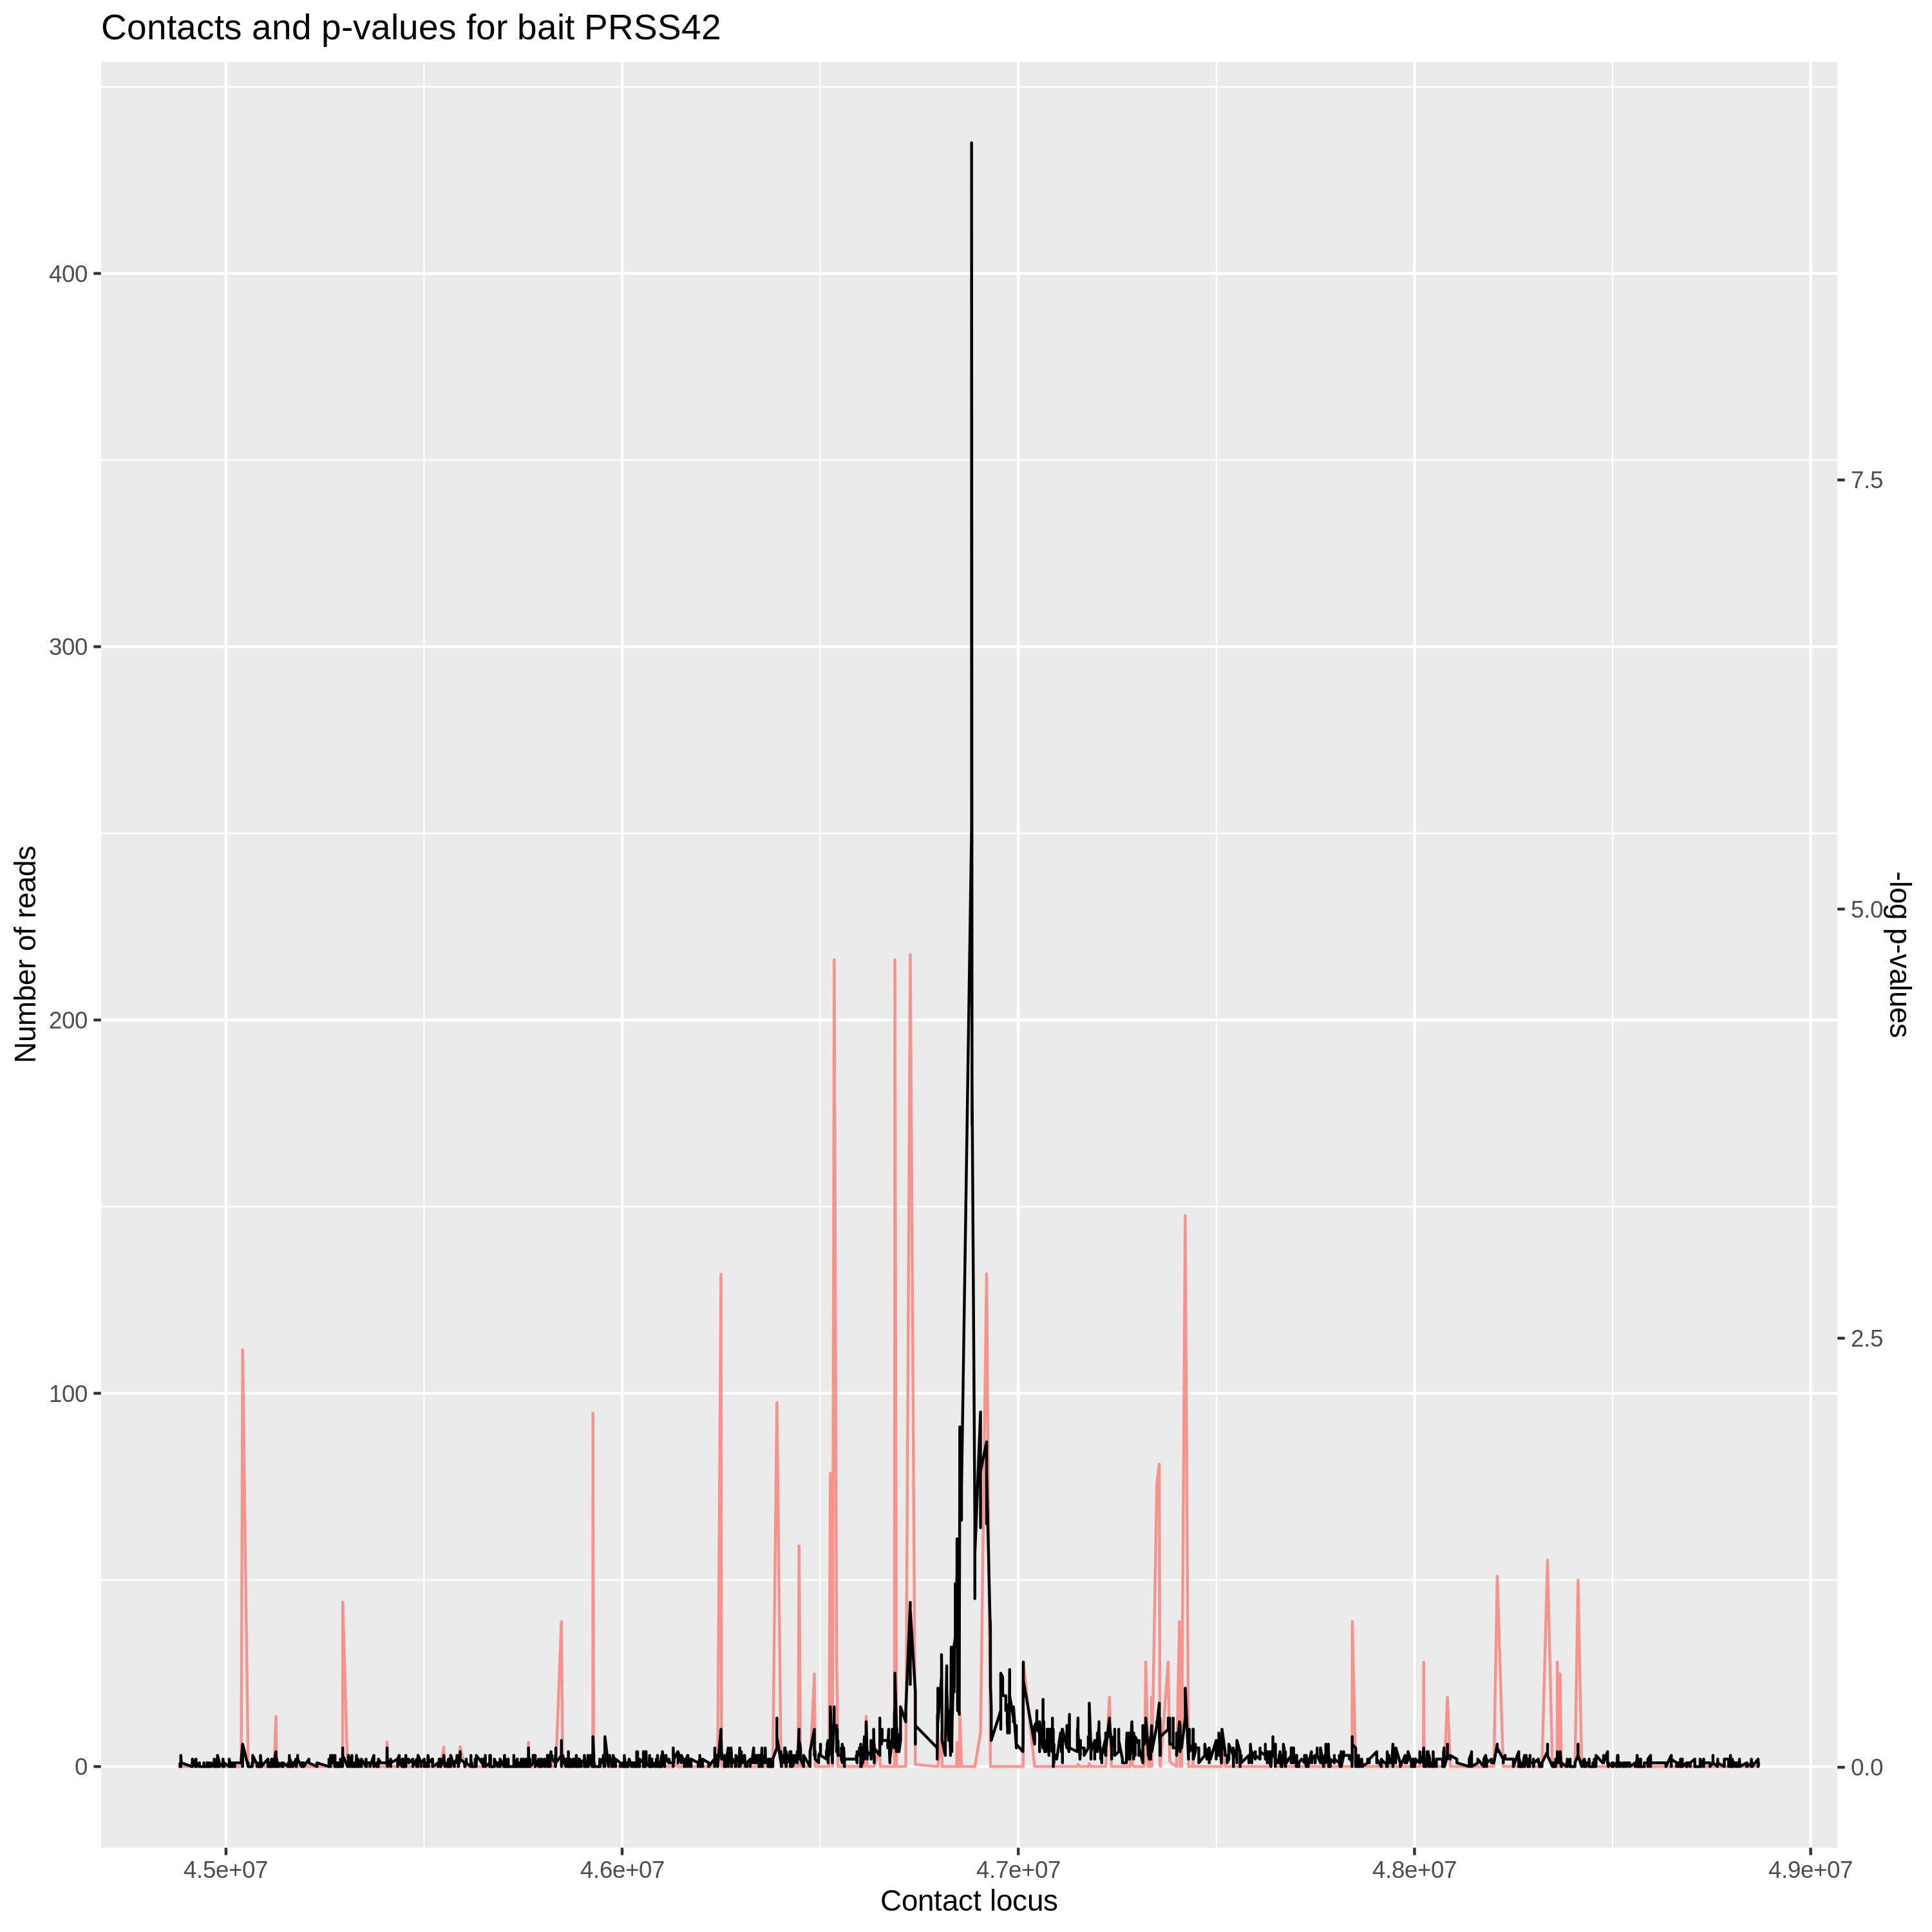 Contacts and p-values for bait PRSS42
400
300
200
100
0
Number of reads
7.5
5.0
2.5
0.0
-log p-values
4.5e+07
4.6e+07
4.7e+07
4.8e+07
4.9e+07
Contact locus